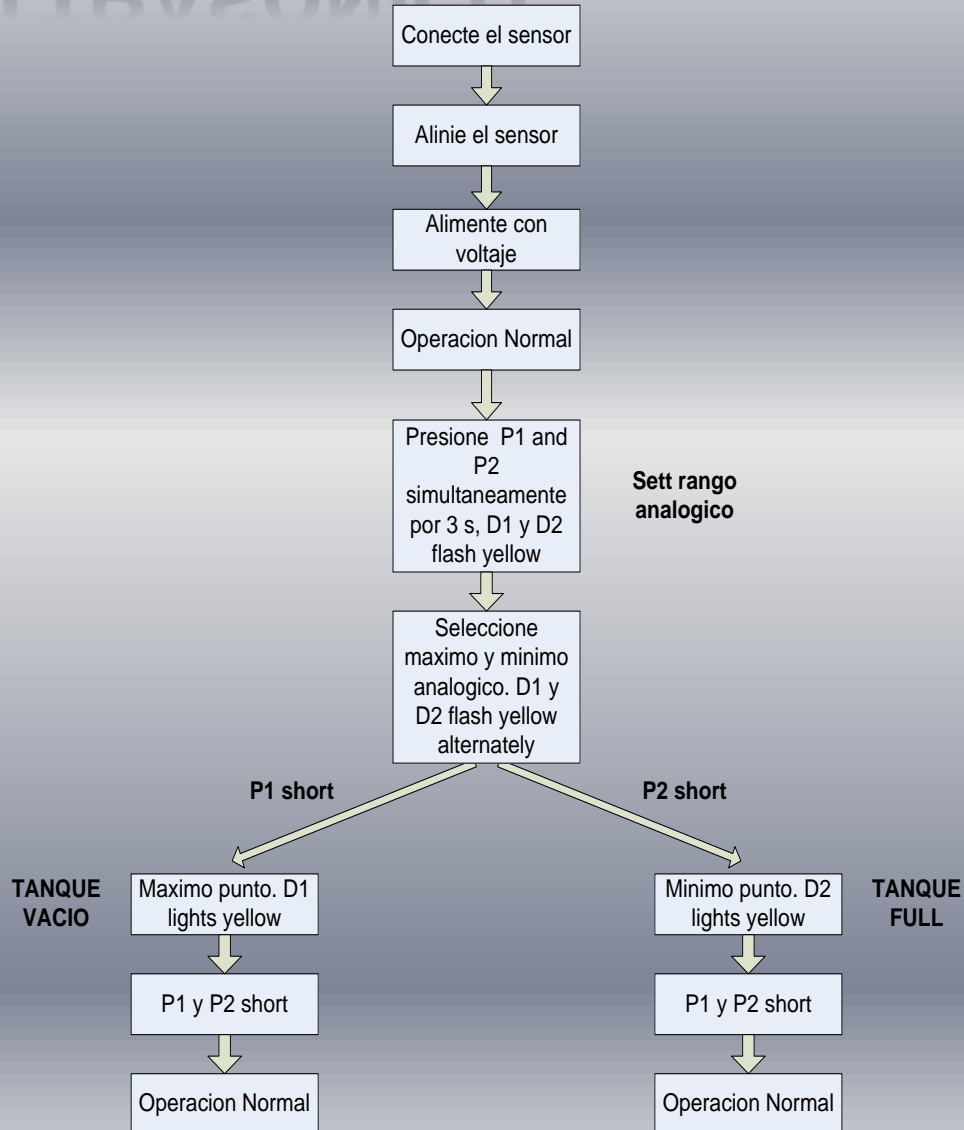 Conecte el sensor
Alinie el sensor
Alimente con
voltaje
Operacion Normal
Presione P1 and
P2
simultaneamente
por 3 s, D1 y D2
flash yellow
Sett rango
analogico
Seleccione
maximo y minimo
analogico. D1 y
D2 flash yellow
alternately
P1 short
P2 short
TANQUE
VACIO
Maximo punto. D1
lights yellow
Minimo punto. D2
lights yellow
TANQUE
FULL
P1 y P2 short
P1 y P2 short
Operacion Normal
Operacion Normal